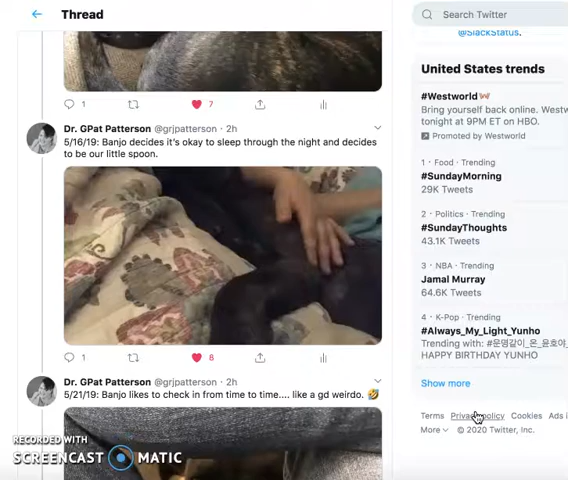 Thread
Search Twitter
@SlackStatus.
1
7
Dr. GPat Patterson @grjpatterson · 2h
5/16/19: Banjo decides it's okay to sleep through the night and decides
to be our little spoon.
1
8
Dr. GPat Patterson @grjpatterson · 2h
5/21/19: Banjo likes to check in from time to time.... like a gd weirdo. 🤣
United States trends
#Westworld
Bring yourself back online. Westw
tonight at 9PM ET on HBO.
Promoted by Westworld
1 · Food · Trending
#SundayMorning
29K Tweets
2 · Politics · Trending
#SundayThoughts
43.1K Tweets
3 · NBA · Trending
Jamal Murray
64.6K Tweets
4 · K-Pop · Trending
#Always_My_Light_Yunho
Trending with: #운명같이_온_윤호야_
HAPPY BIRTHDAY YUNHO
Show more
Terms Privacy policy Cookies Ads i
More © 2020 Twitter, Inc.
RECORDED WITH
SCREENCAST MATIC